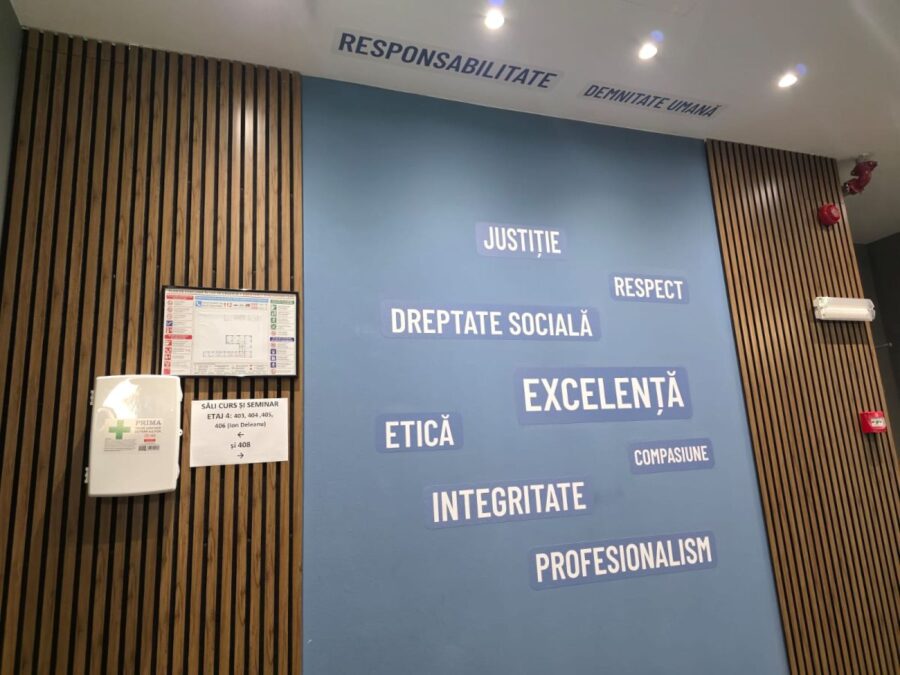 RESPONSABILITATE
DEMNITATE UMANĂ
JUSTIȚIE
RESPECT
DREPTATE SOCIALĂ
EXCELENȚĂ
ETICĂ
COMPASIUNE
INTEGRITATE
PROFESIONALISM
112
PRIMA
SĂLI CURS ȘI SEMINAR
ETAJ 4: 403, 404 ,405,
406 (Ion Deleanu)
←
și 408
→